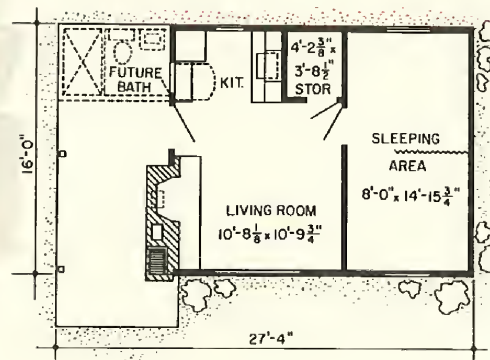 FUTURE
BATH
KIT.
4'-2 3/8" x
3'-8 1/2"
STOR
SLEEPING
AREA
8'-0" x 14'-15 3/4"
LIVING ROOM
10'-8 1/8" x 10'-9 3/4"
16'-0"
27'-4"